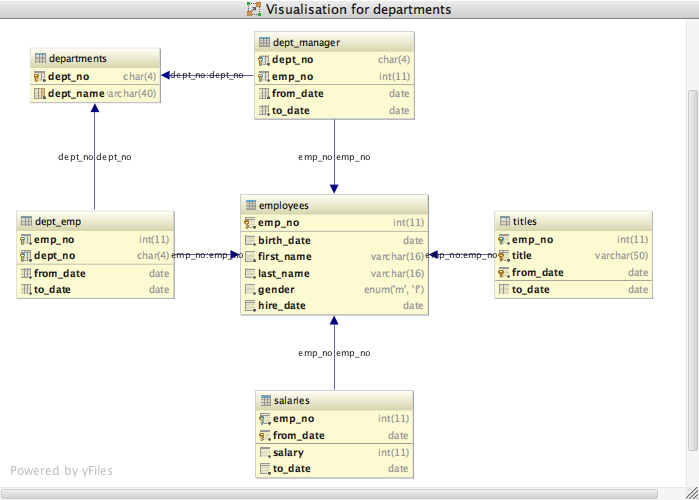 Visualisation for departments
departments
dept_no char(4)
dept_name varchar(40)
dept_no:dept_no
dept_manager
dept_no char(4)
emp_no int(11)
from_date date
to_date date
dept_no:dept_no
emp_no:emp_no
dept_emp
emp_no int(11)
dept_no char(4)
from_date date
to_date date
emp_no:emp_no
employees
emp_no int(11)
birth_date date
first_name varchar(16)
last_name varchar(16)
gender enum('m', 'f')
hire_date date
emp_no:emp_no
titles
emp_no int(11)
title varchar(50)
from_date date
to_date date
emp_no:emp_no
salaries
emp_no int(11)
from_date date
salary int(11)
to_date date
Powered by yFiles